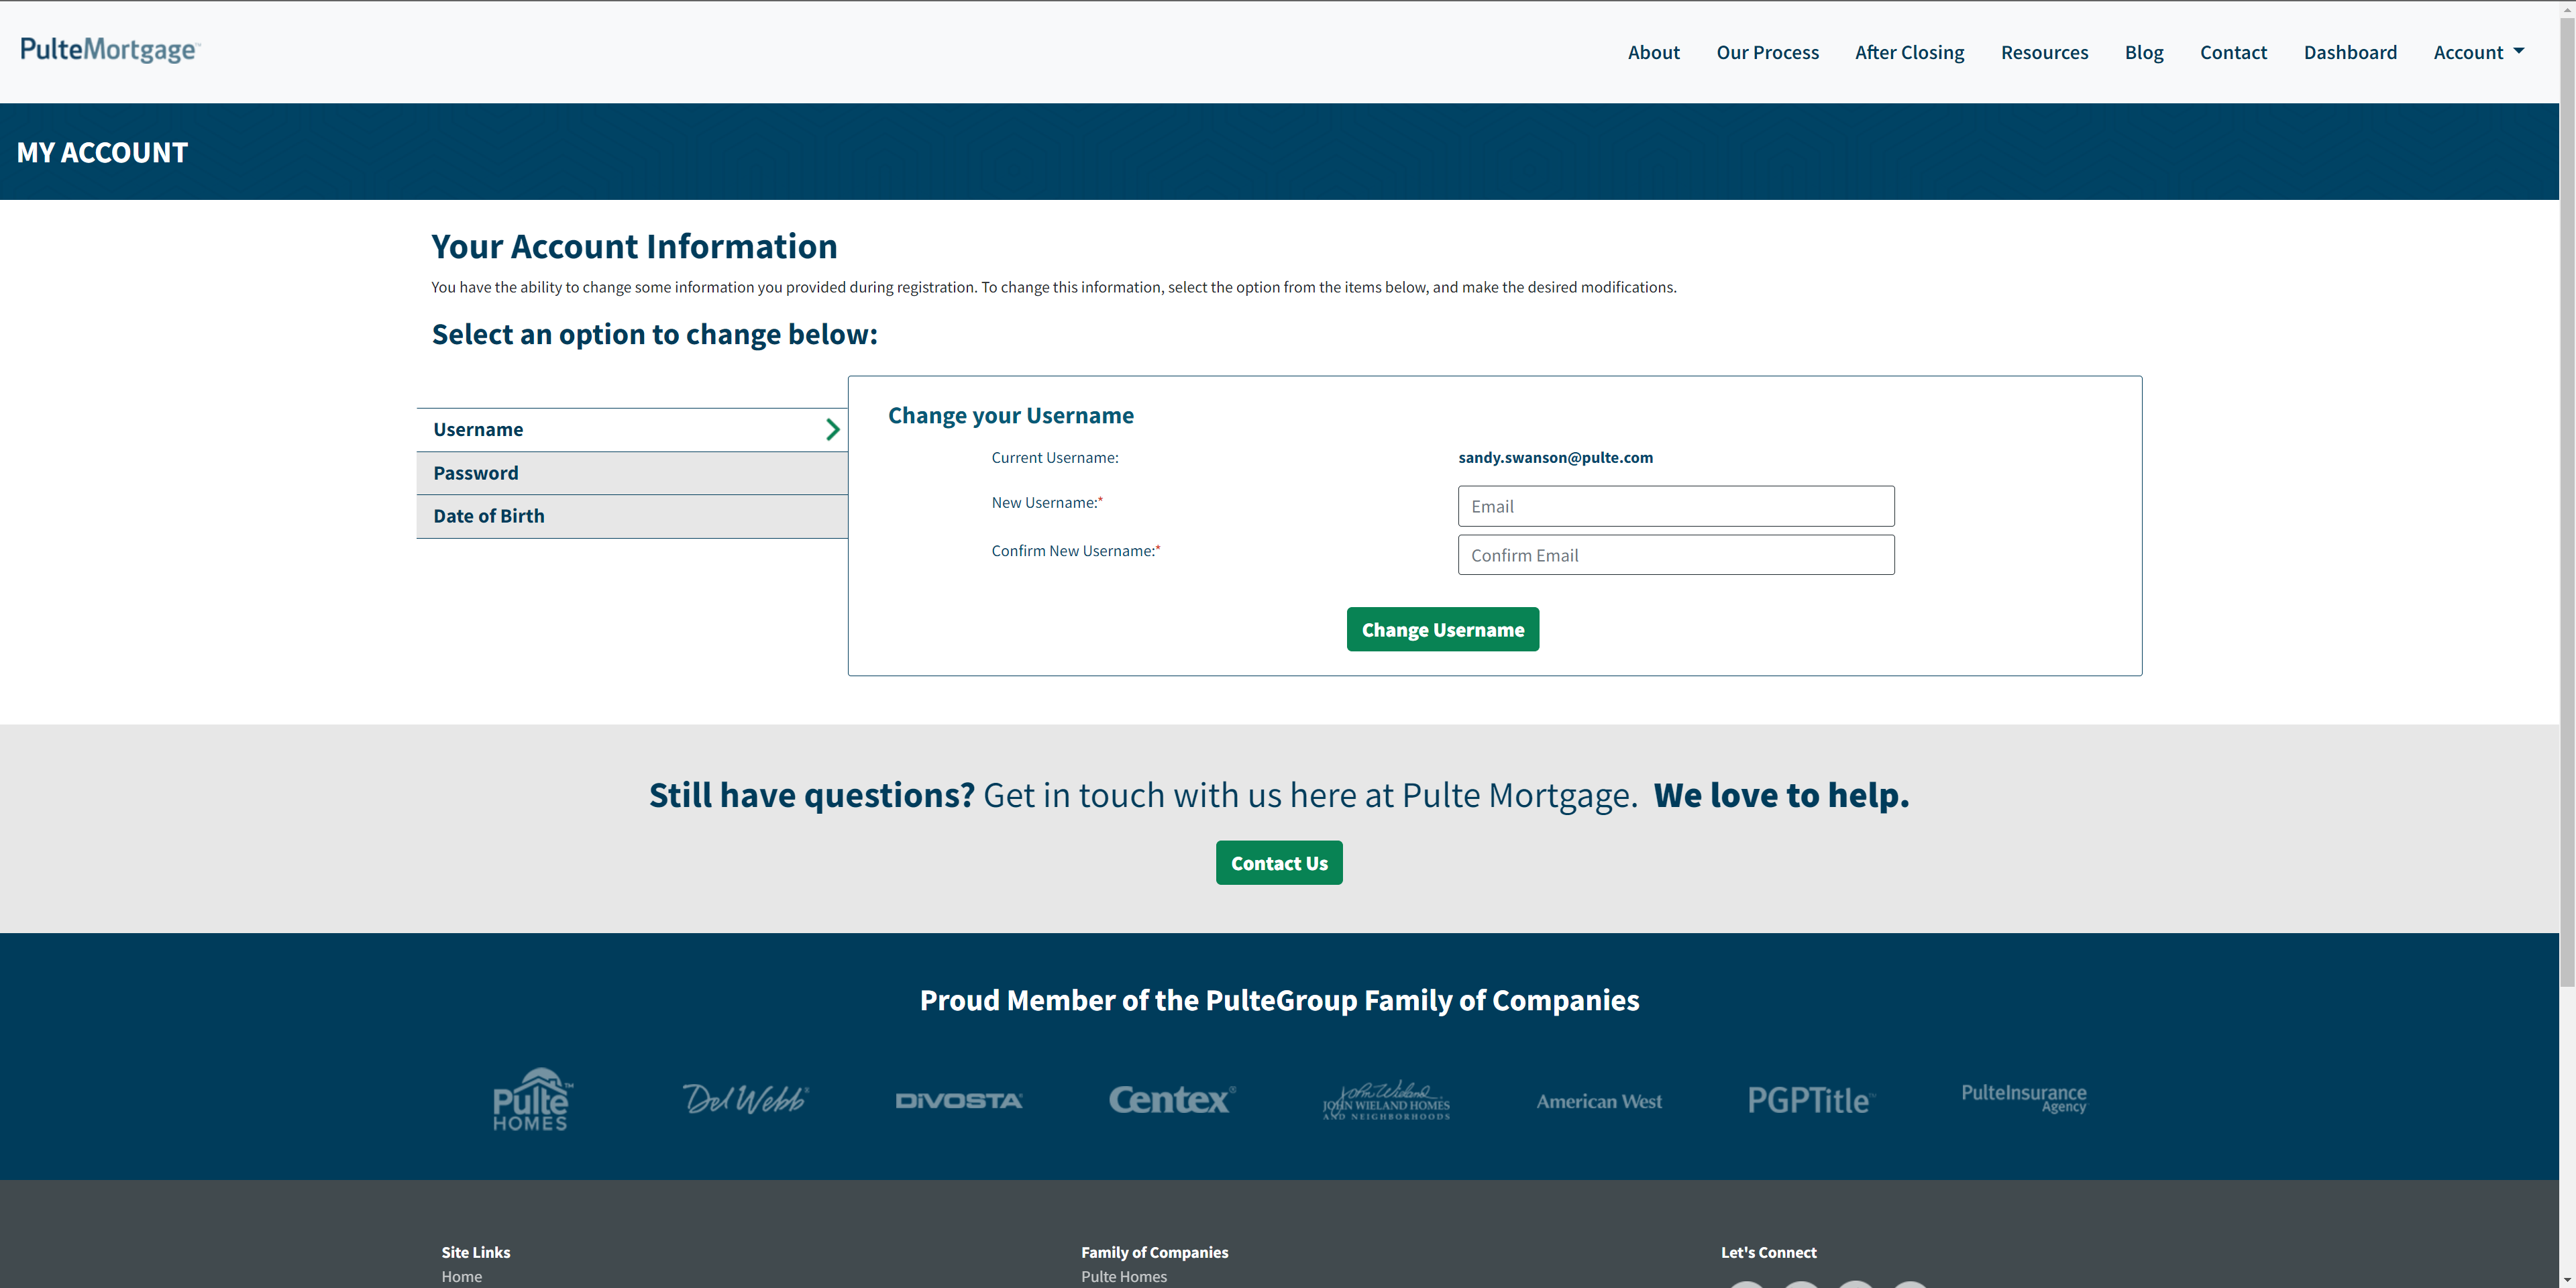 PulteMortgage
About Our Process After Closing Resources Blog Contact Dashboard Account
MY ACCOUNT
Your Account Information
You have the ability to change some information you provided during registration. To change this information, select the option from the items below, and make the desired modifications.
Select an option to change below:
Username
Password
Date of Birth
Change your Username
Current Username: sandy.swanson@pulte.com
New Username:* Email
Confirm New Username:* Confirm Email
Change Username
Still have questions? Get in touch with us here at Pulte Mortgage. We love to help.
Contact Us
Proud Member of the PulteGroup Family of Companies
Pulte™
HOMES
Del Webb®
DIVOSTA
Centex®
John Wieland
JOHN WIELAND HOMES
AND NEIGHBORHOODS
American West
PGPTitle
PulteInsurance
Agency
Site Links
Home
Family of Companies
Pulte Homes
Let's Connect